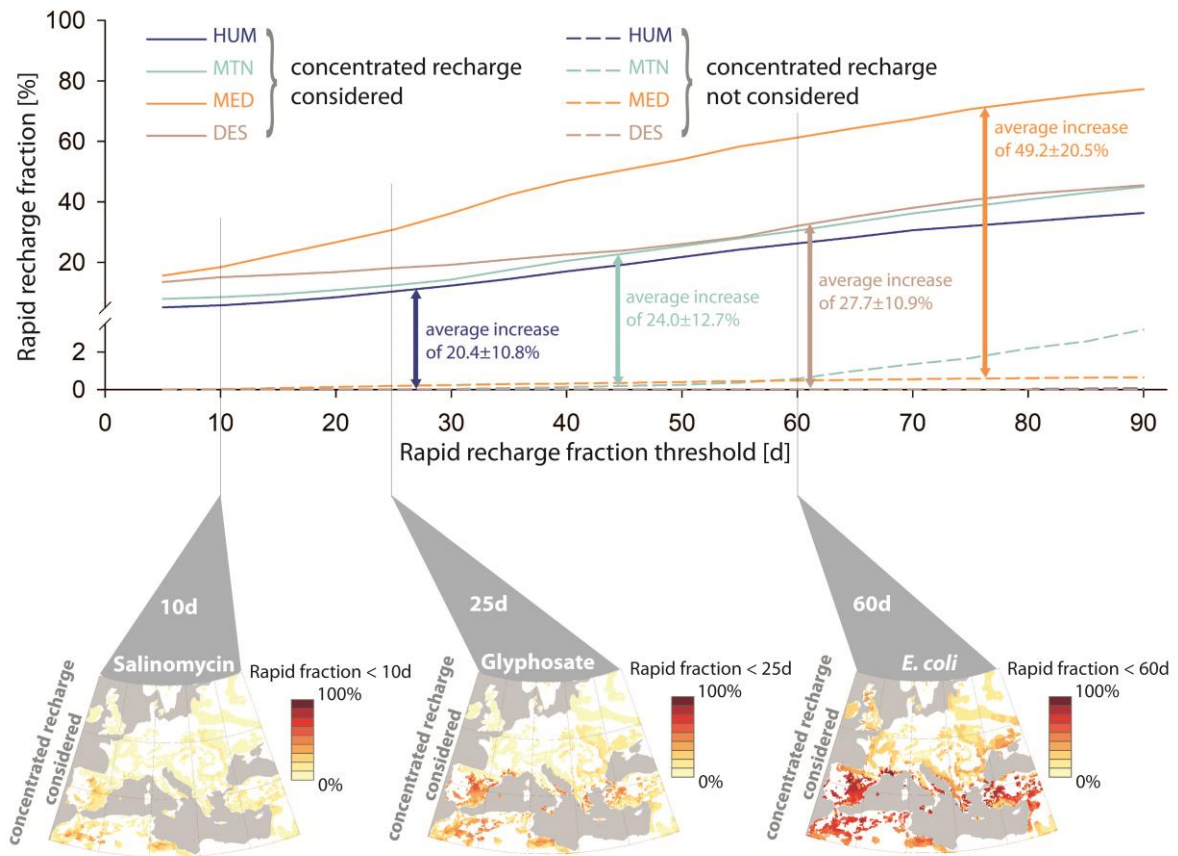 100
80
60
40
20
2
0
Rapid recharge fraction [%]
HUM
MTN
MED
DES
concentrated recharge
considered
HUM
MTN
MED
DES
concentrated recharge
not considered
average increase
of 49.2±20.5%
average increase
of 20.4±10.8%
average increase
of 24.0±12.7%
average increase
of 27.7±10.9%
0 10 20 30 40 50 60 70 80 90
Rapid recharge fraction threshold [d]
10d
Salinomycin
concentrated recharge
considered
Rapid fraction < 10d
100%
0%
25d
Glyphosate
concentrated recharge
considered
Rapid fraction < 25d
100%
0%
60d
E. coli
concentrated recharge
considered
Rapid fraction < 60d
100%
0%